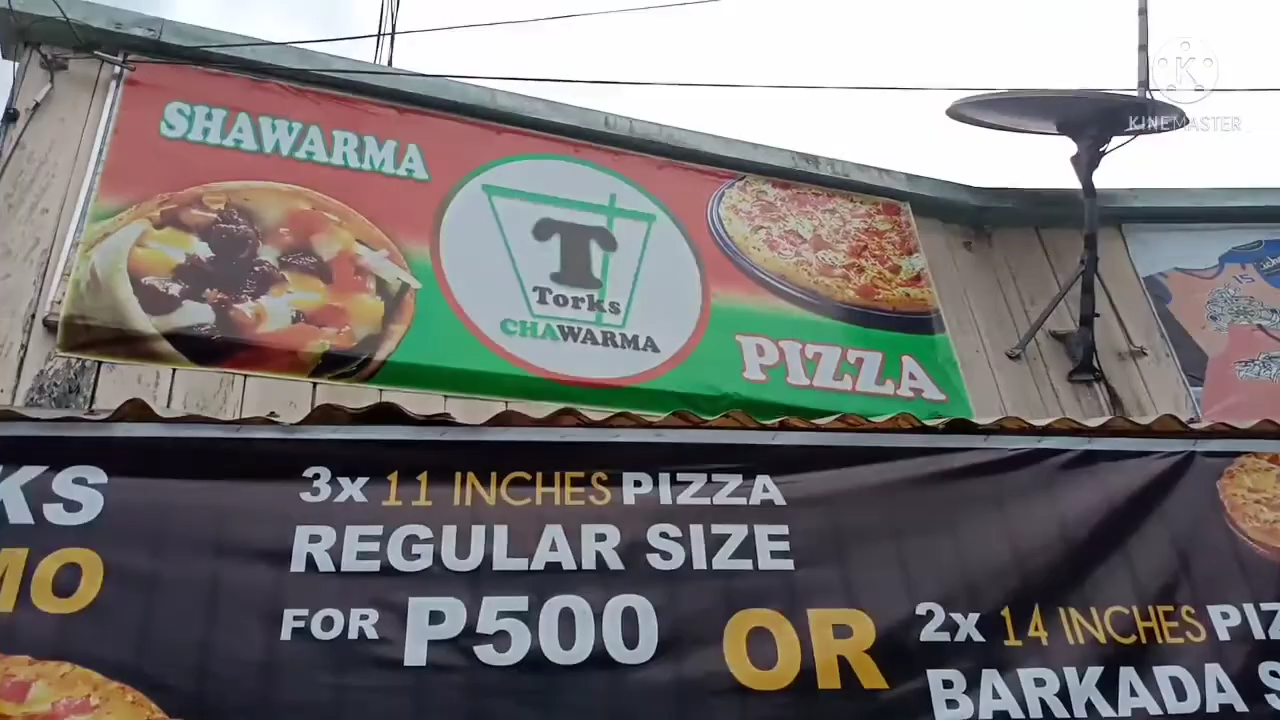 SHAWARMA
T
Torks
CHAWARMA
PIZZA
K
KINEMASTER
15
KS
MO
3x 11 INCHES PIZZA
REGULAR SIZE
FOR P500
OR
2x 14 INCHES PIZ
BARKADA S